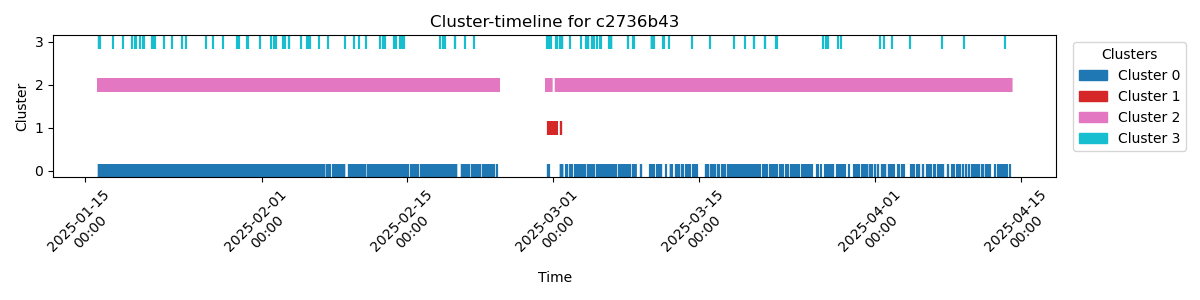 Cluster-timeline for c2736b43
Cluster
3
2
1
0
2025-01-15
00:00
2025-02-01
00:00
2025-02-15
00:00
2025-03-01
00:00
2025-03-15
00:00
2025-04-01
00:00
2025-04-15
00:00
Time
Clusters
Cluster 0
Cluster 1
Cluster 2
Cluster 3